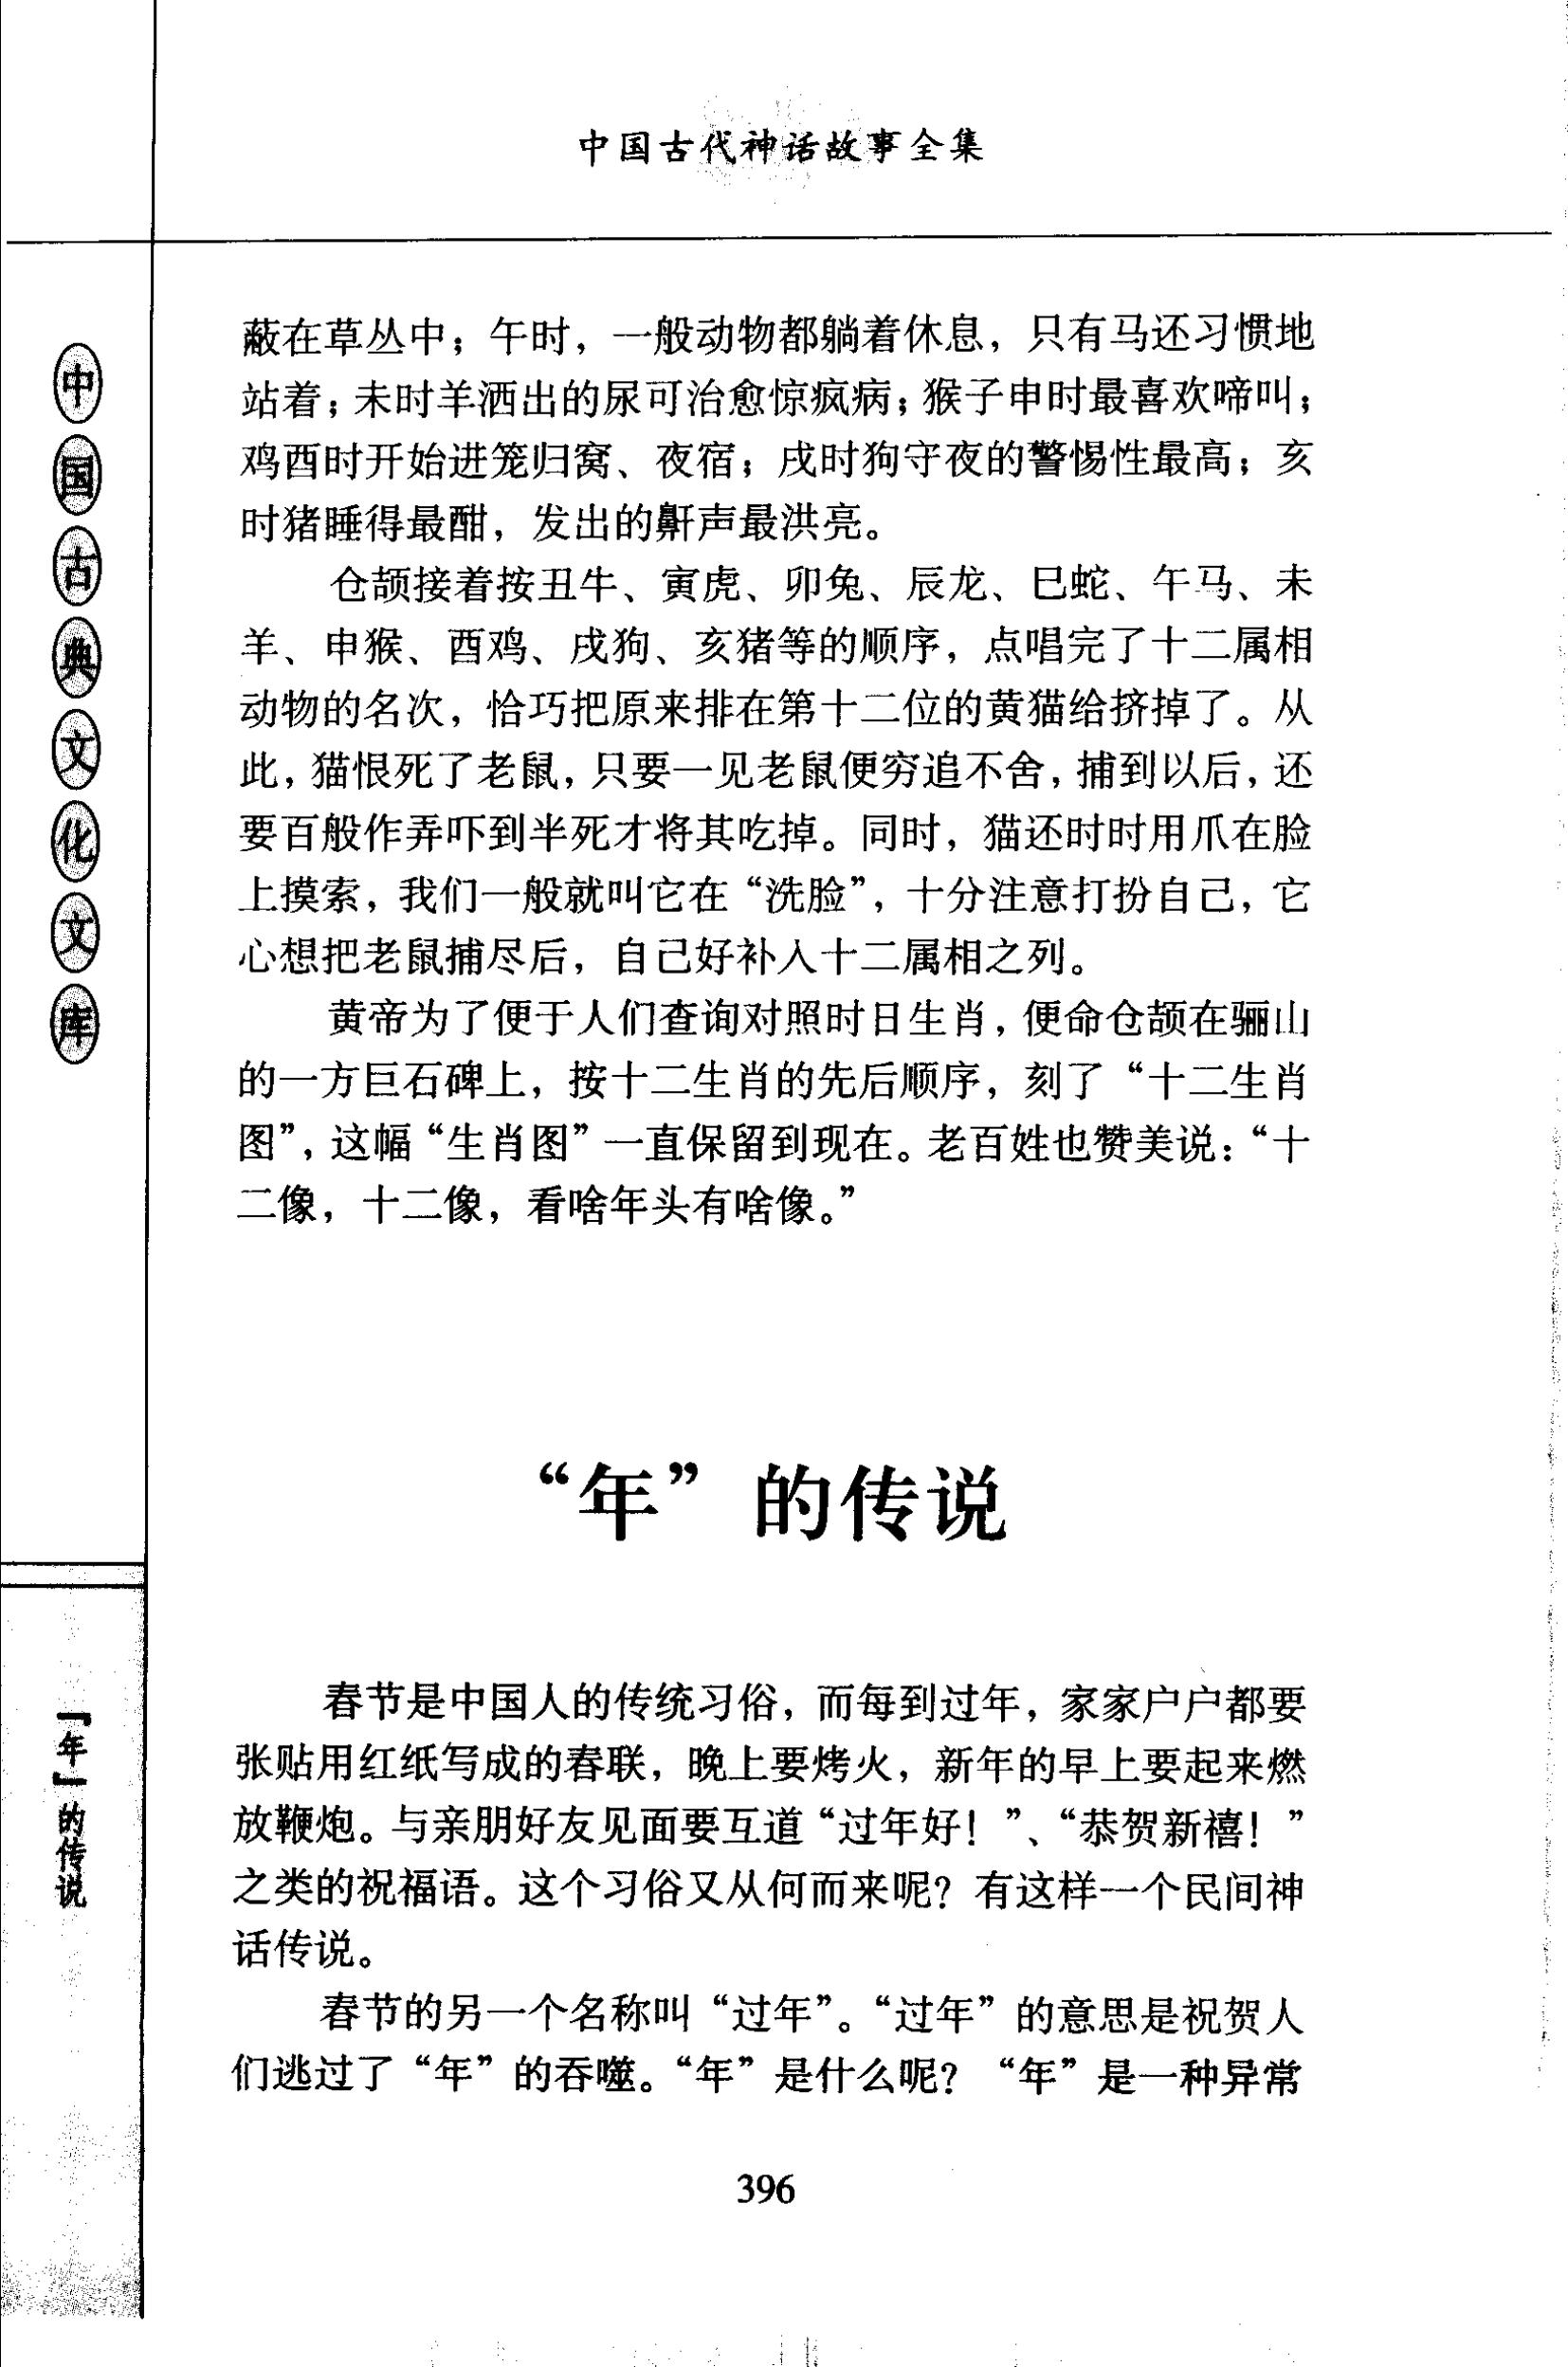 中国古代神话故事全集
中国古典文化文库
蔽在草丛中；午时，一般动物都躺着休息，只有马还习惯地
站着；未时羊洒出的尿可治愈惊疯病；猴子申时最喜欢啼叫；
鸡酉时开始进笼归窝、夜宿；戌时狗守夜的警惕性最高；亥
时猪睡得最酣，发出的鼾声最洪亮。
仓颉接着按丑牛、寅虎、卯兔、辰龙、巳蛇、午马、未
羊、申猴、酉鸡、戌狗、亥猪等的顺序，点唱完了十二属相
动物的名次，恰巧把原来排在第十二位的黄猫给挤掉了。从
此，猫恨死了老鼠，只要一见老鼠便穷追不舍，捕到以后，还
要百般作弄吓到半死才将其吃掉。同时，猫还时时用爪在脸
上摸索，我们一般就叫它在“洗脸”，十分注意打扮自己，它
心想把老鼠捕尽后，自己好补入十二属相之列。
黄帝为了便于人们查询对照时日生肖，便命仓颉在骊山
的一方巨石碑上，按十二生肖的先后顺序，刻了“十二生肖
图”，这幅“生肖图”一直保留到现在。老百姓也赞美说：“十
二像，十二像，看啥年头有啥像。”
“年”的传说
『年』的传说
春节是中国人的传统习俗，而每到过年，家家户户都要
张贴用红纸写成的春联，晚上要烤火，新年的早上要起来燃
放鞭炮。与亲朋好友见面要互道“过年好！”、“恭贺新禧！”
之类的祝福语。这个习俗又从何而来呢？有这样一个民间神
话传说。
春节的另一个名称叫“过年”。“过年”的意思是祝贺人
们逃过了“年”的吞噬。“年”是什么呢？“年”是一种异常
396